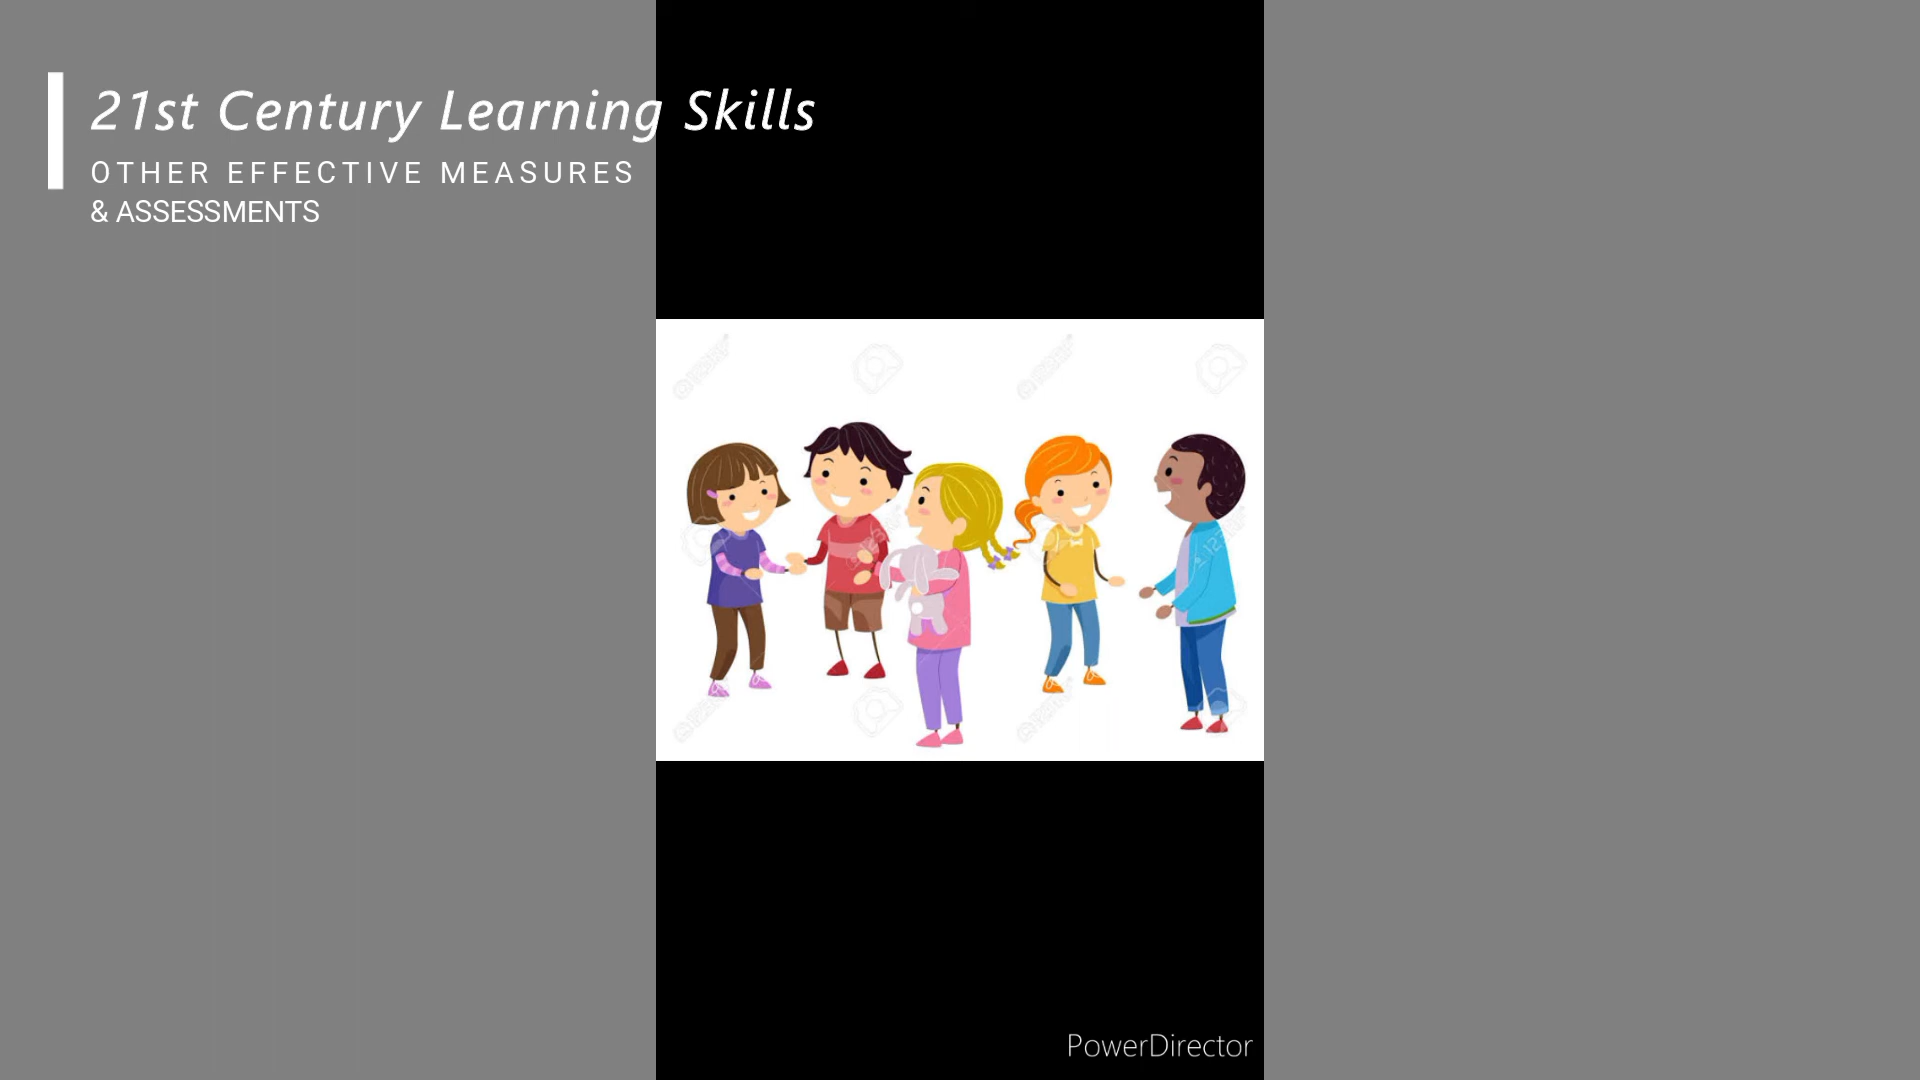 21st Century Learning Skills
OTHER EFFECTIVE MEASURES
& ASSESSMENTS
PowerDirector